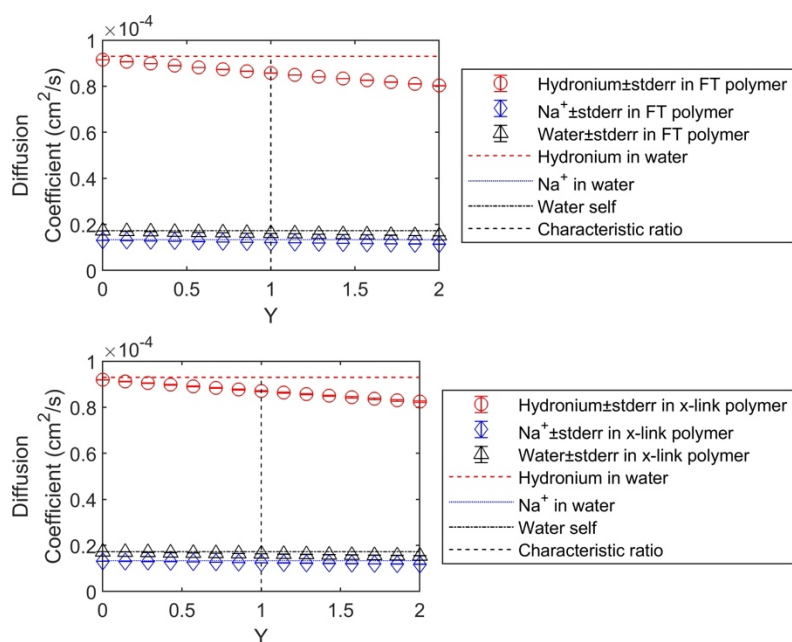 ×10⁻⁴
1
0.8
0.6
0.4
0.2
0
Diffusion
Coefficient (cm²/s)
0 0.5 1 1.5 2
Y
Hydronium±stderr in FT polymer
Na⁺±stderr in FT polymer
Water±stderr in FT polymer
Hydronium in water
Na⁺ in water
Water self
Characteristic ratio
×10⁻⁴
1
0.8
0.6
0.4
0.2
0
Diffusion
Coefficient (cm²/s)
0 0.5 1 1.5 2
Y
Hydronium±stderr in x-link polymer
Na⁺±stderr in x-link polymer
Water±stderr in x-link polymer
Hydronium in water
Na⁺ in water
Water self
Characteristic ratio